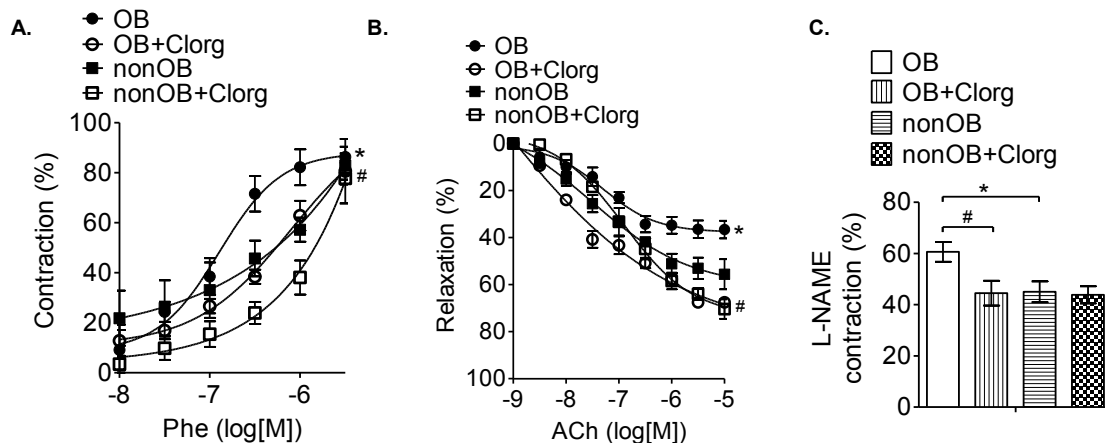 A.
OB
OB+Clorg
nonOB
nonOB+Clorg
Contraction (%)
100
80
60
40
20
0
*
#
-8
-7
-6
Phe (log[M])
B.
OB
OB+Clorg
nonOB
nonOB+Clorg
Relaxation (%)
0
20
40
60
80
100
*
#
-9
-8
-7
-6
-5
ACh (log[M])
C.
OB
OB+Clorg
nonOB
nonOB+Clorg
L-NAME
contraction (%)
80
60
40
20
0
*
#